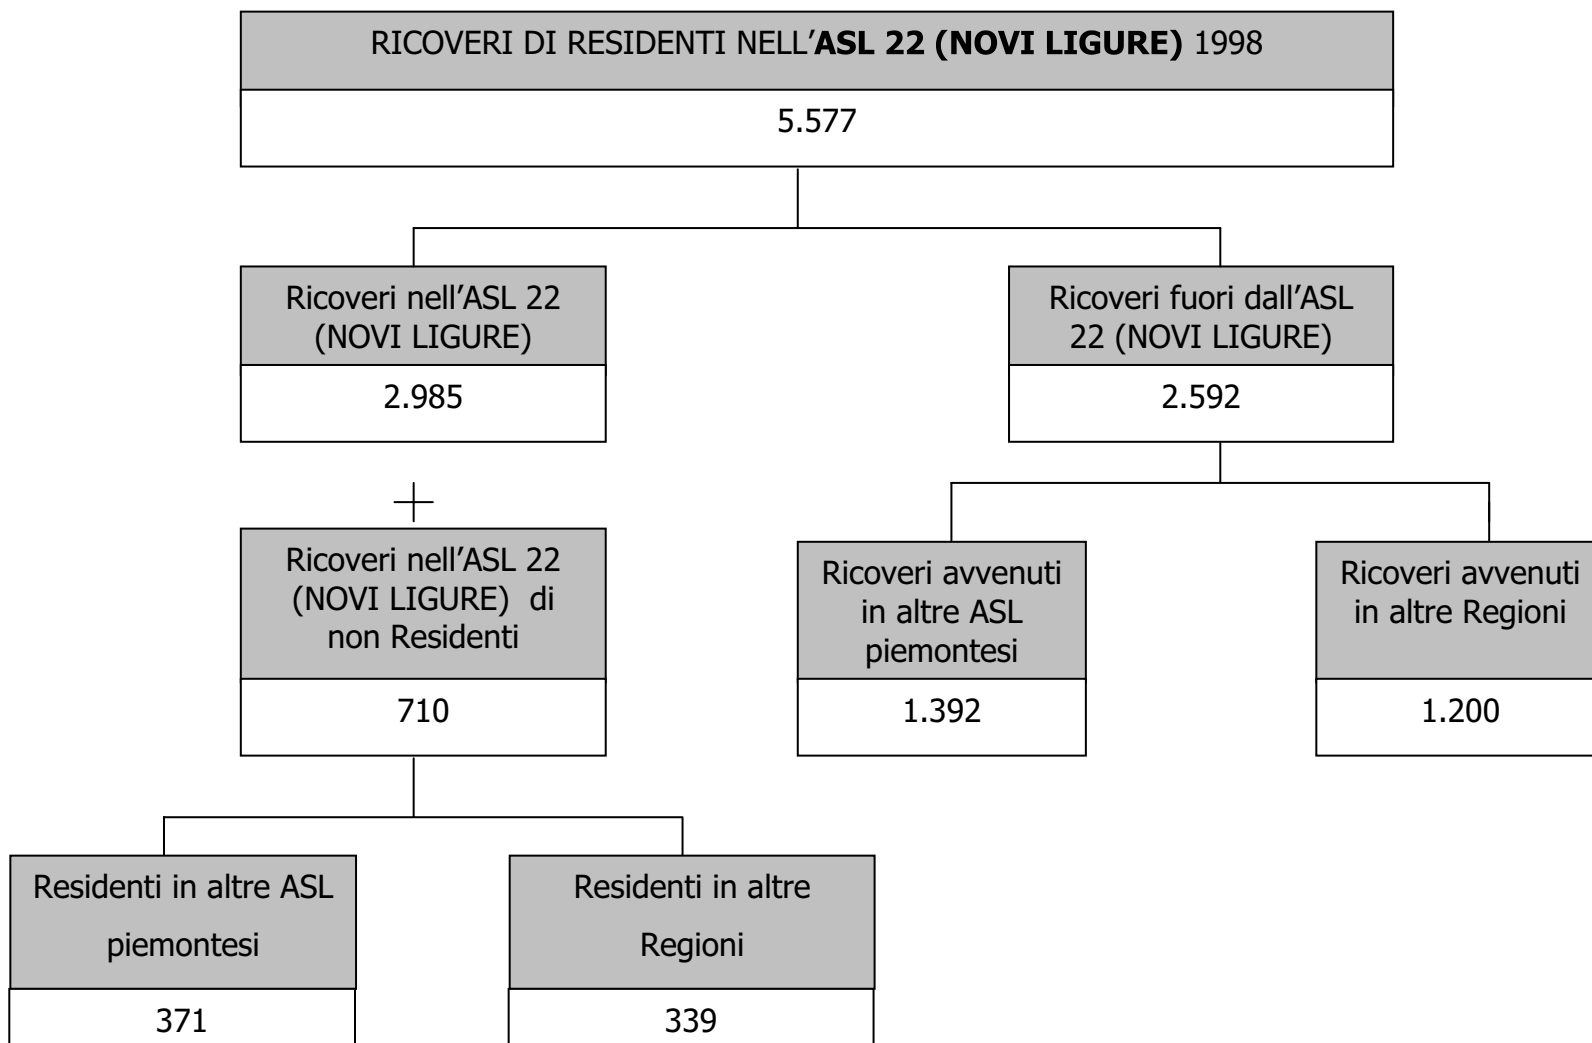 RICOVERI DI RESIDENTI NELL’ASL 22 (NOVI LIGURE) 1998
5.577
Ricoveri nell’ASL 22
(NOVI LIGURE)
2.985
Ricoveri fuori dall’ASL
22 (NOVI LIGURE)
2.592
Ricoveri nell’ASL 22
(NOVI LIGURE) di
non Residenti
710
Ricoveri avvenuti
in altre ASL
piemontesi
1.392
Ricoveri avvenuti
in altre Regioni
1.200
Residenti in altre ASL
piemontesi
371
Residenti in altre
Regioni
339